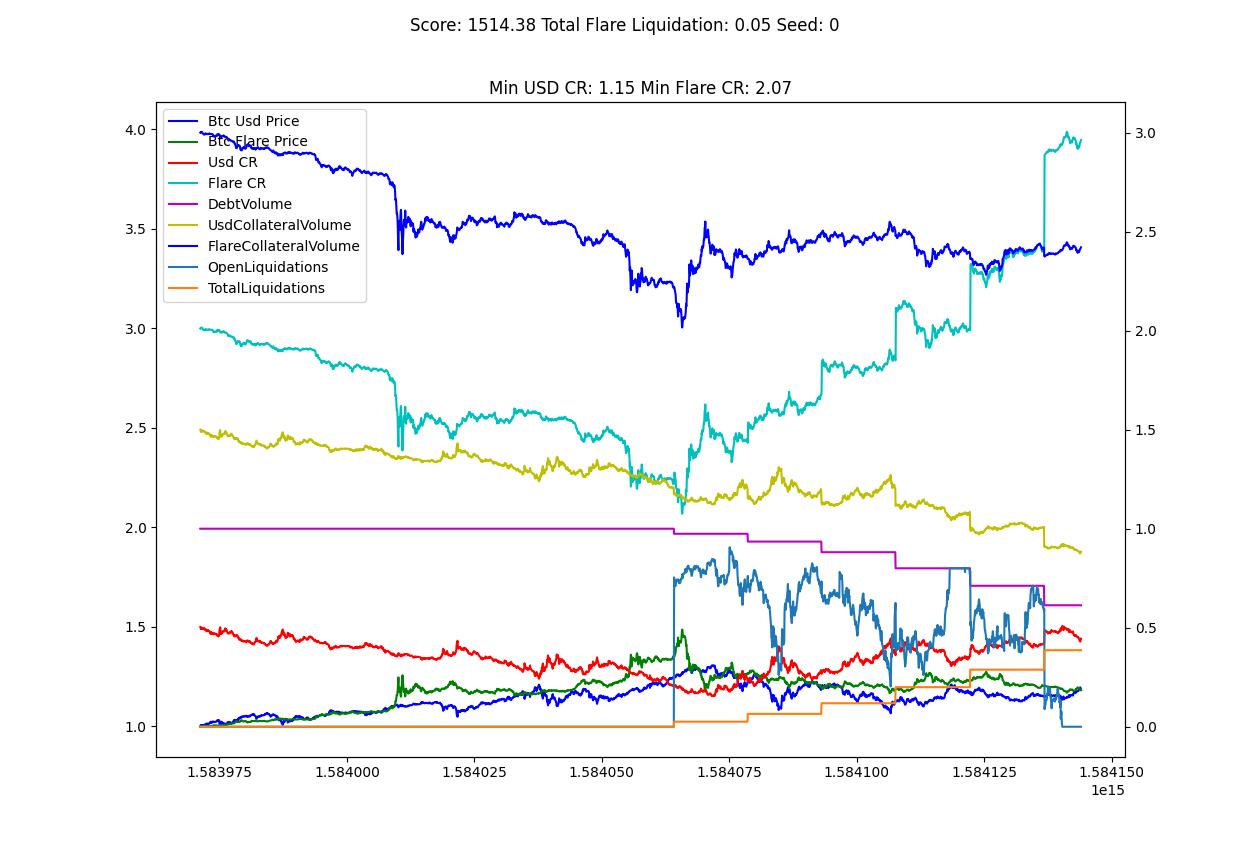 Score: 1514.38 Total Flare Liquidation: 0.05 Seed: 0
Min USD CR: 1.15 Min Flare CR: 2.07
Btc Usd Price
Btc Flare Price
Usd CR
Flare CR
DebtVolume
UsdCollateralVolume
FlareCollateralVolume
OpenLiquidations
TotalLiquidations
4.0
3.5
3.0
2.5
2.0
1.5
1.0
3.0
2.5
2.0
1.5
1.0
0.5
0.0
1.583975 1.584000 1.584025 1.584050 1.584075 1.584100 1.584125 1.584150
1e15